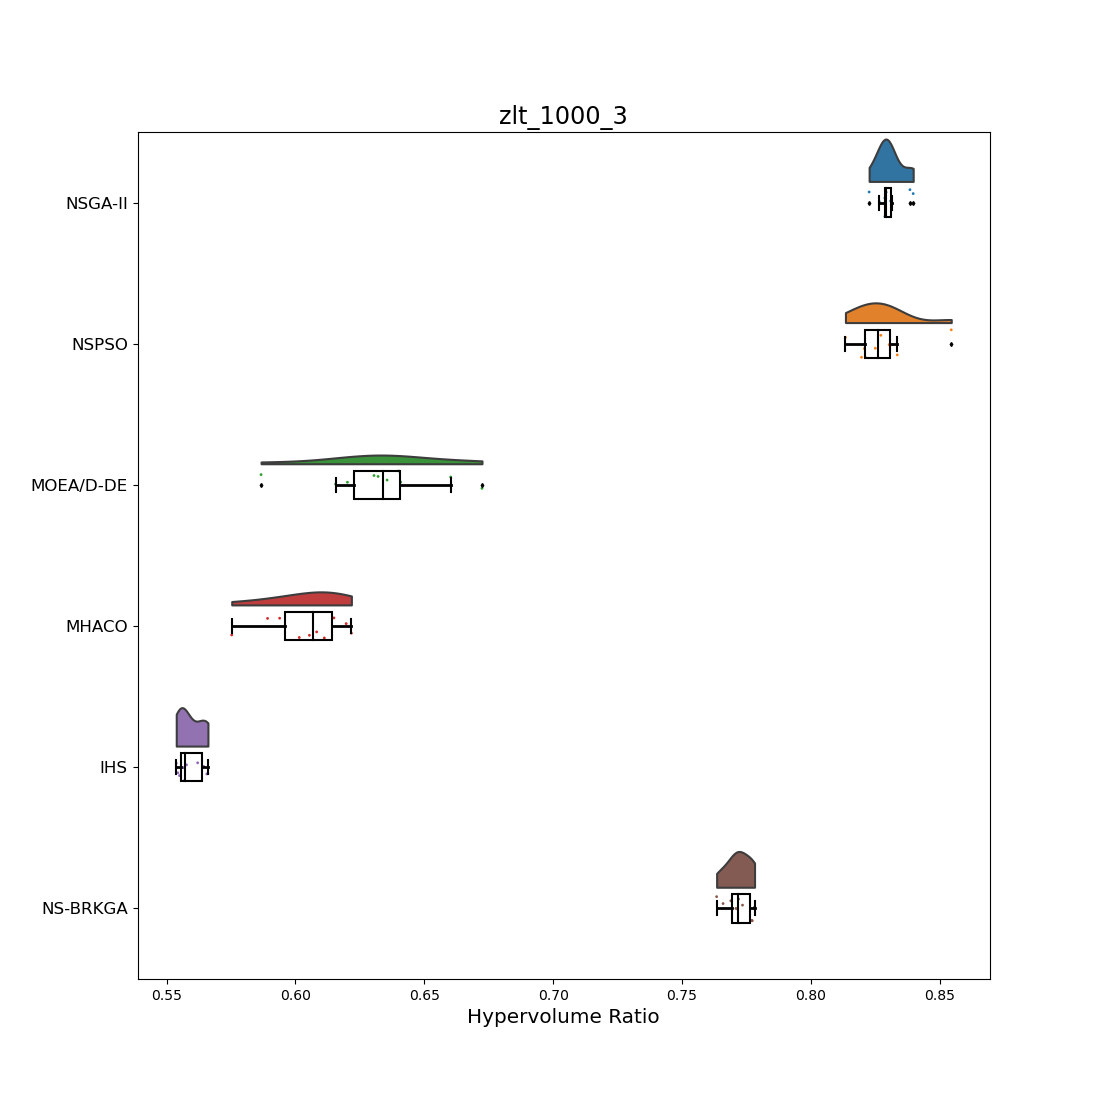 zlt_1000_3
NSGA-II
NSPSO
MOEA/D-DE
MHACO
IHS
NS-BRKGA
0.55 0.60 0.65 0.70 0.75 0.80 0.85
Hypervolume Ratio